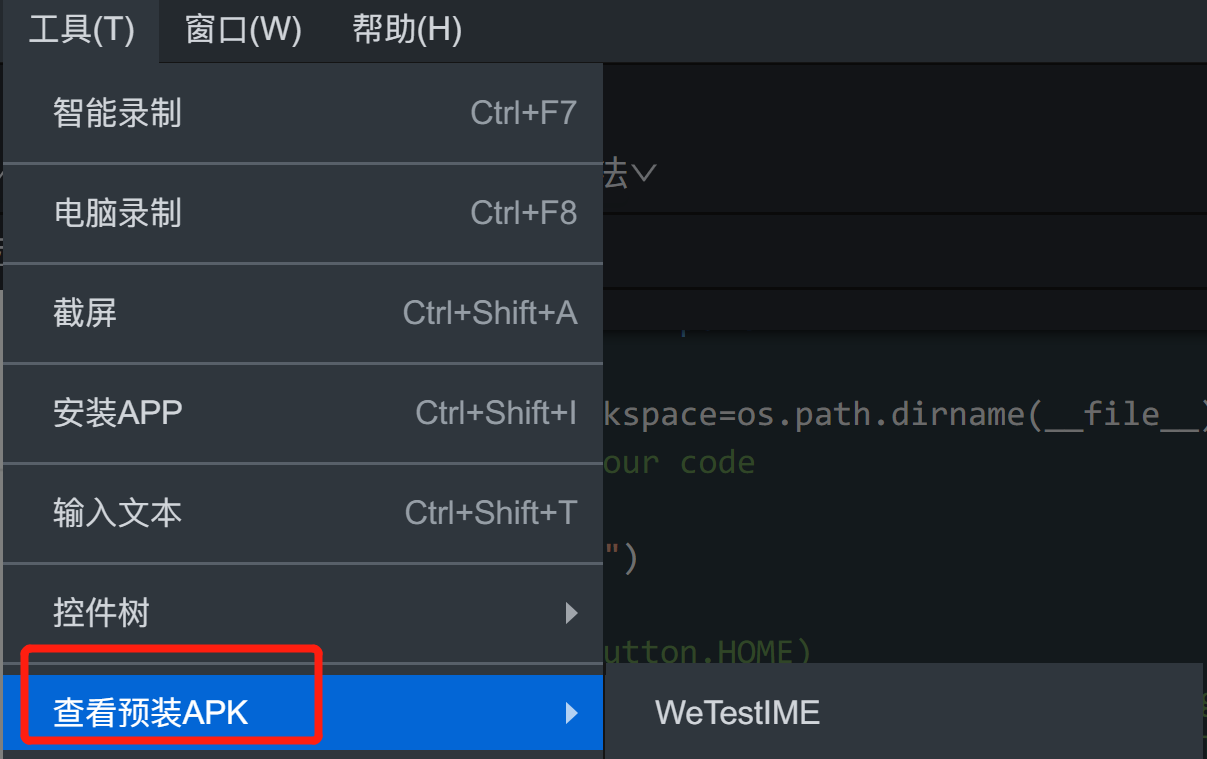 工具(T) 窗口(W) 帮助(H)
智能录制 Ctrl+F7
法
电脑录制 Ctrl+F8
截屏 Ctrl+Shift+A
安装APP Ctrl+Shift+I
kspace=os.path.dirname(__file__)
our code
输入文本 Ctrl+Shift+T
")
控件树
utton.HOME)
查看预装APK WeTestIME